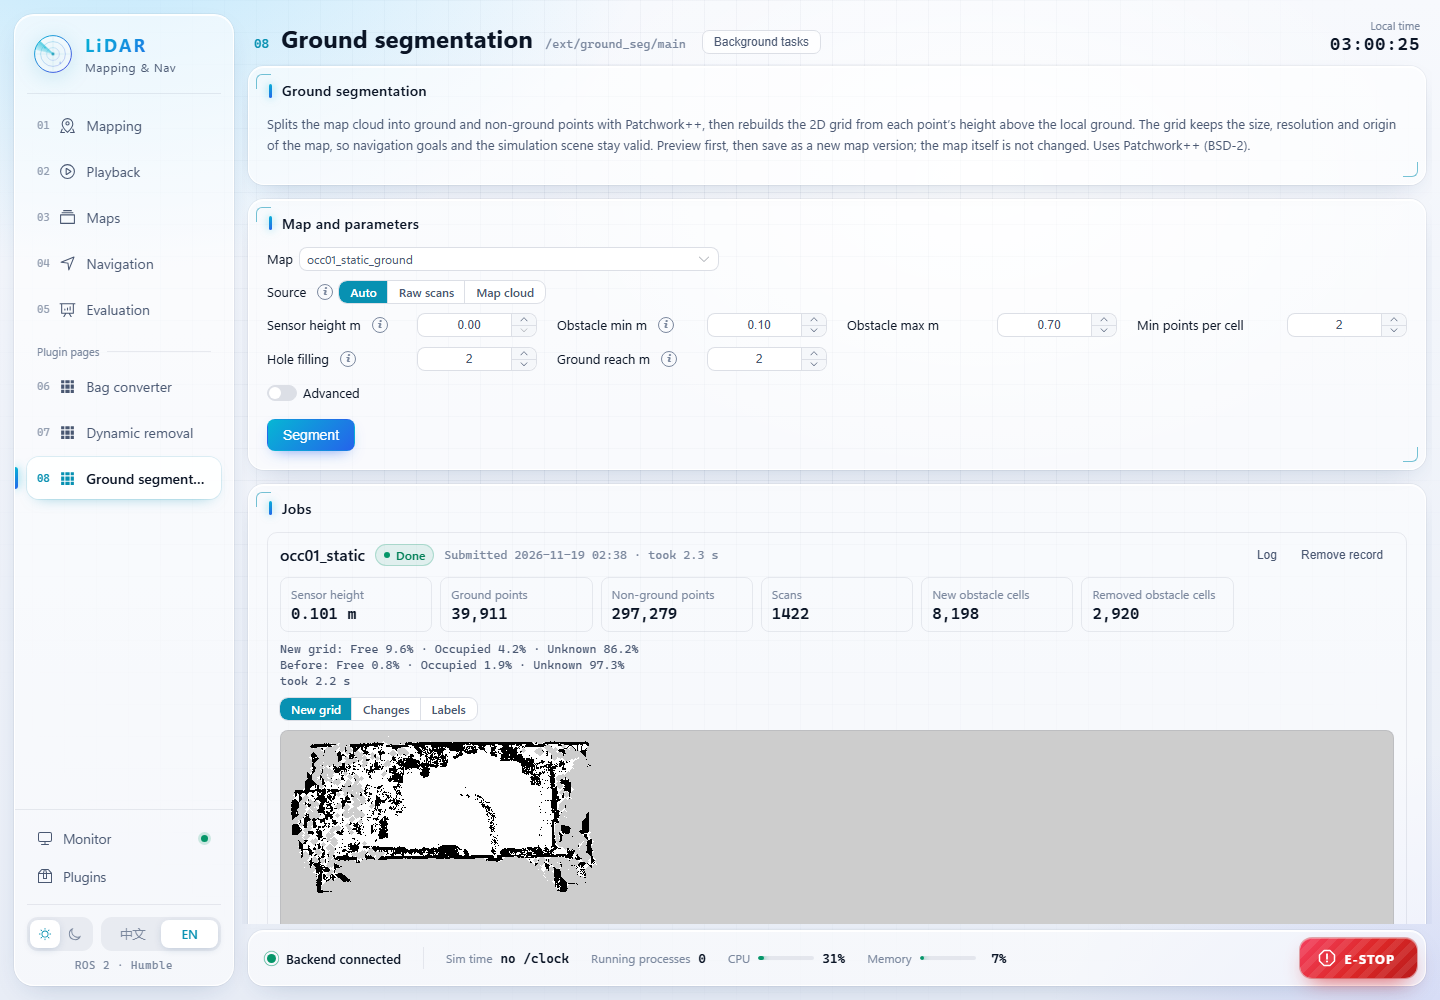 LiDAR
Mapping & Nav
01 Mapping
02 Playback
03 Maps
04 Navigation
05 Evaluation
Plugin pages
06 Bag converter
07 Dynamic removal
08 Ground segment...
Monitor
Plugins
中文 EN
ROS 2 · Humble
08 Ground segmentation /ext/ground_seg/main Background tasks
Local time
03:00:25
Ground segmentation
Splits the map cloud into ground and non-ground points with Patchwork++, then rebuilds the 2D grid from each point's height above the local ground. The grid keeps the size, resolution and origin
of the map, so navigation goals and the simulation scene stay valid. Preview first, then save as a new map version; the map itself is not changed. Uses Patchwork++ (BSD-2).
Map and parameters
Map occ01_static_ground
Source i Auto Raw scans Map cloud
Sensor height m i 0.00 Obstacle min m i 0.10 Obstacle max m 0.70 Min points per cell 2
Hole filling i 2 Ground reach m i 2
Advanced
Segment
Jobs
occ01_static Done Submitted 2026-11-19 02:38 · took 2.3 s Log Remove record
Sensor height Ground points Non-ground points Scans New obstacle cells Removed obstacle cells
0.101 m 39,911 297,279 1422 8,198 2,920
New grid: Free 9.6% · Occupied 4.2% · Unknown 86.2%
Before: Free 0.8% · Occupied 1.9% · Unknown 97.3%
took 2.2 s
New grid Changes Labels
Backend connected Sim time no /clock Running processes 0 CPU 31% Memory 7% E-STOP